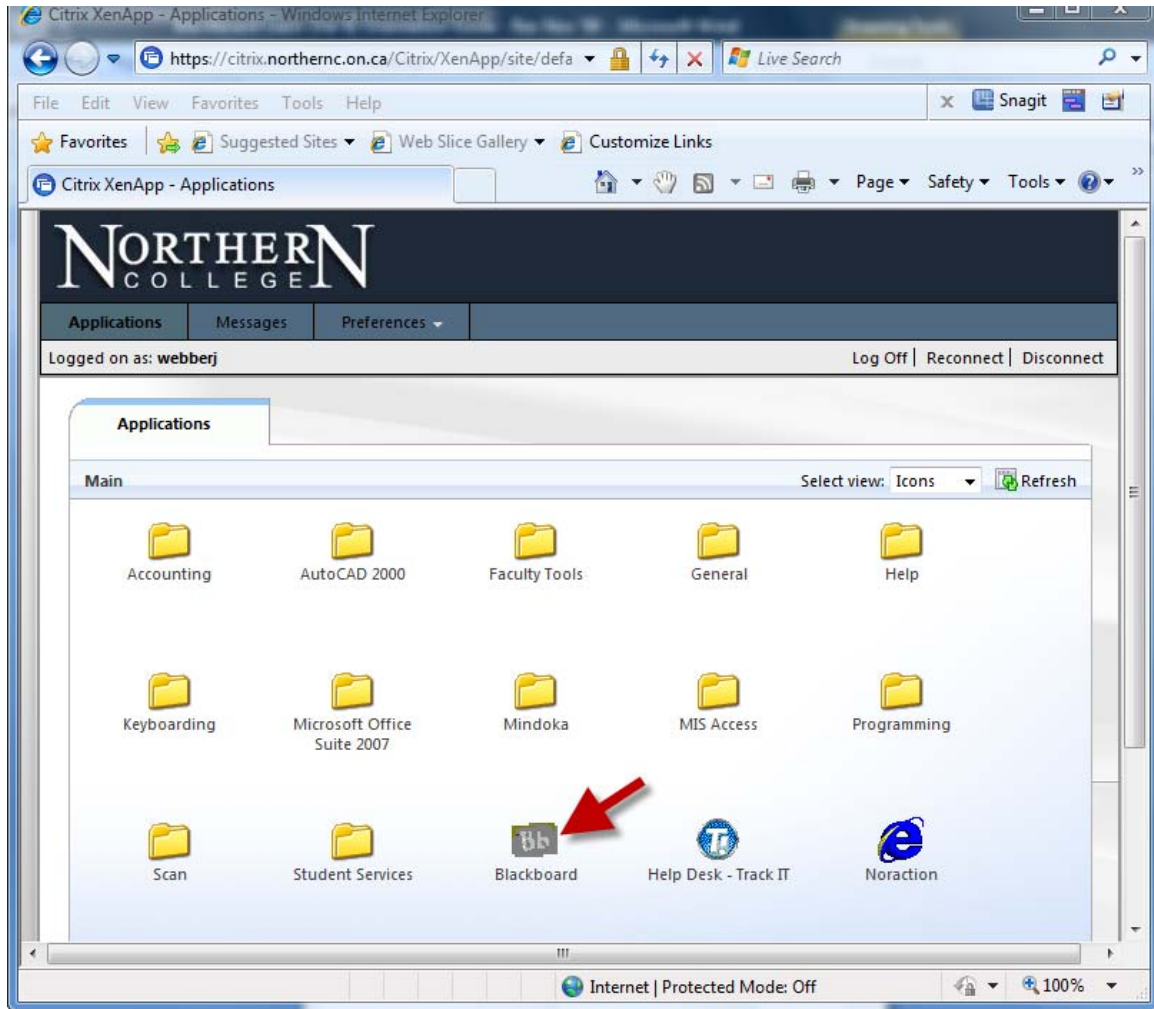 Citrix XenApp - Applications - Windows Internet Explorer
https://citrix.northernc.on.ca/Citrix/XenApp/site/defa
Live Search
File Edit View Favorites Tools Help
x Snagit
Favorites Suggested Sites Web Slice Gallery Customize Links
Citrix XenApp - Applications
Page Safety Tools
NORTHERN
COLLEGE
Applications Messages Preferences
Logged on as: webberj Log Off | Reconnect | Disconnect
Applications
Main Select view: Icons Refresh
Accounting AutoCAD 2000 Faculty Tools General Help
Keyboarding Microsoft Office Suite 2007 Mindoka MIS Access Programming
Bb
Scan Student Services Blackboard Help Desk - Track IT Noraction
Internet | Protected Mode: Off 100%